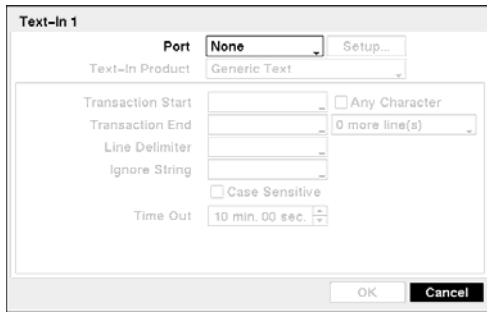 Text-In 1
Port None Setup...
Text-In Product Generic Text
Transaction Start Any Character
Transaction End 0 more line(s)
Line Delimiter
Ignore String
Case Sensitive
Time Out 10 min. 00 sec.
OK Cancel